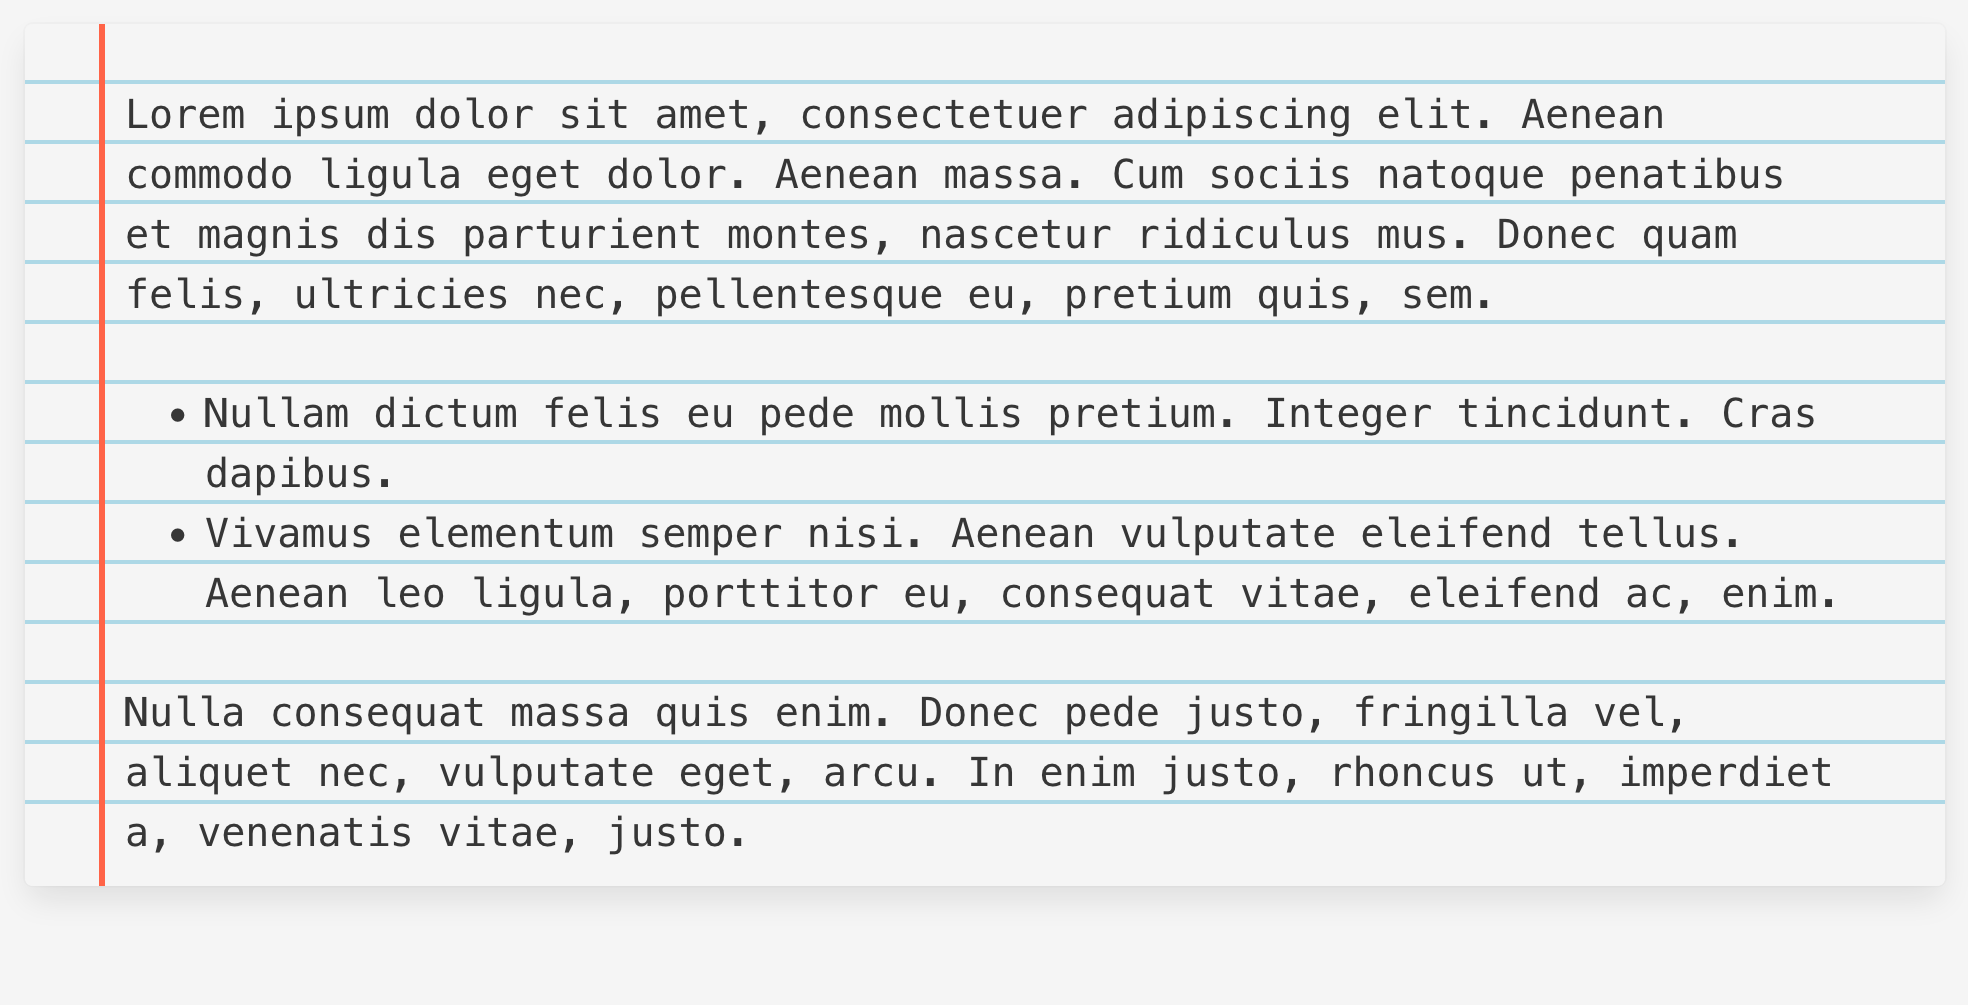 Lorem ipsum dolor sit amet, consectetuer adipiscing elit. Aenean
commodo ligula eget dolor. Aenean massa. Cum sociis natoque penatibus
et magnis dis parturient montes, nascetur ridiculus mus. Donec quam
felis, ultricies nec, pellentesque eu, pretium quis, sem.
• Nullam dictum felis eu pede mollis pretium. Integer tincidunt. Cras
dapibus.
• Vivamus elementum semper nisi. Aenean vulputate eleifend tellus.
Aenean leo ligula, porttitor eu, consequat vitae, eleifend ac, enim.
Nulla consequat massa quis enim. Donec pede justo, fringilla vel,
aliquet nec, vulputate eget, arcu. In enim justo, rhoncus ut, imperdiet
a, venenatis vitae, justo.